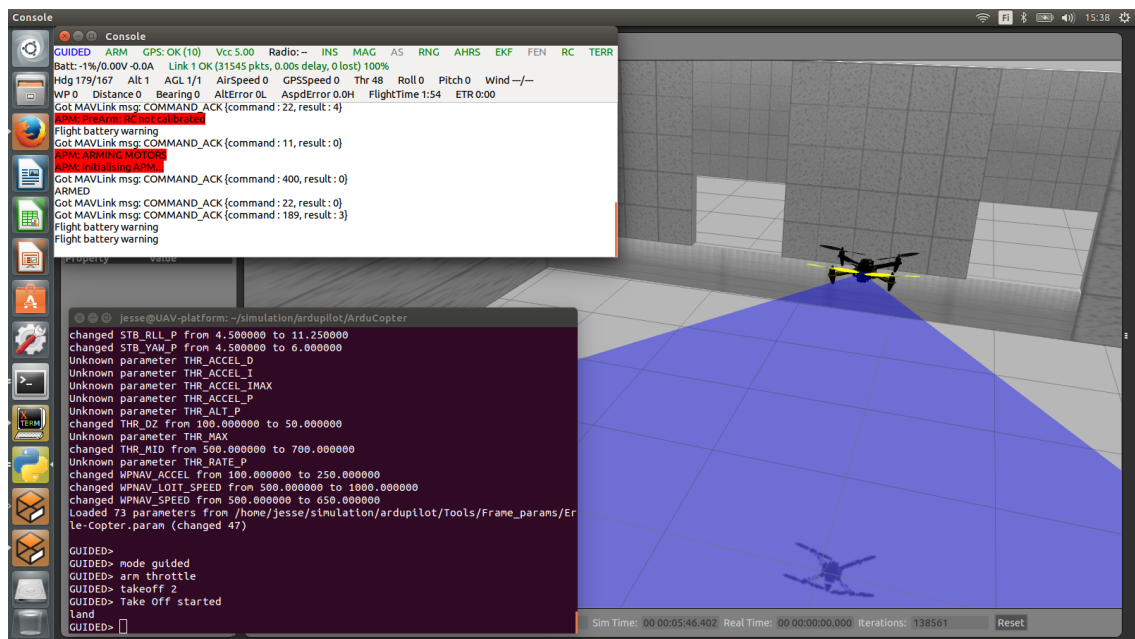 Console
Fi
15:38
Console
GUIDED ARM GPS: OK (10) Vcc 5.00 Radio: -- INS MAG AS RNG AHRS EKF FEN RC TERR
Batt: -1%/0.00V -0.0A Link 1 OK (31545 pkts, 0.00s delay, 0 lost) 100%
Hdg 179/167 Alt 1 AGL 1/1 AirSpeed 0 GPSSpeed 0 Thr 48 Roll 0 Pitch 0 Wind ---/---
WP 0 Distance 0 Bearing 0 AltError 0L AspdError 0.0H FlightTime 1:54 ETR 0:00
Got MAVLink msg: COMMAND_ACK {command : 22, result : 4}
APM: PreArm: RC not calibrated
Flight battery warning
Got MAVLink msg: COMMAND_ACK {command : 11, result : 0}
APM: ARMING MOTORS
APM: Initialising APM...
Got MAVLink msg: COMMAND_ACK {command : 400, result : 0}
ARMED
Got MAVLink msg: COMMAND_ACK {command : 22, result : 0}
Got MAVLink msg: COMMAND_ACK {command : 189, result : 3}
Flight battery warning
Flight battery warning
Property Value
jesse@UAV-platform: ~/simulation/ardupilot/ArduCopter
changed STB_RLL_P from 4.500000 to 11.250000
changed STB_YAW_P from 4.500000 to 6.000000
Unknown parameter THR_ACCEL_D
Unknown parameter THR_ACCEL_I
Unknown parameter THR_ACCEL_IMAX
Unknown parameter THR_ACCEL_P
Unknown parameter THR_ALT_P
changed THR_DZ from 100.000000 to 50.000000
Unknown parameter THR_MAX
changed THR_MID from 500.000000 to 700.000000
Unknown parameter THR_RATE_P
changed WPNAV_ACCEL from 100.000000 to 250.000000
changed WPNAV_LOIT_SPEED from 500.000000 to 1000.000000
changed WPNAV_SPEED from 500.000000 to 650.000000
Loaded 73 parameters from /home/jesse/simulation/ardupilot/Tools/Frame_params/Er
le-Copter.param (changed 47)
GUIDED>
GUIDED> mode guided
GUIDED> arm throttle
GUIDED> takeoff 2
GUIDED> Take Off started
land
GUIDED>
X
TERM
Sim Time: 00 00:05:46.402 Real Time: 00 00:00:00.000 Iterations: 138561 Reset